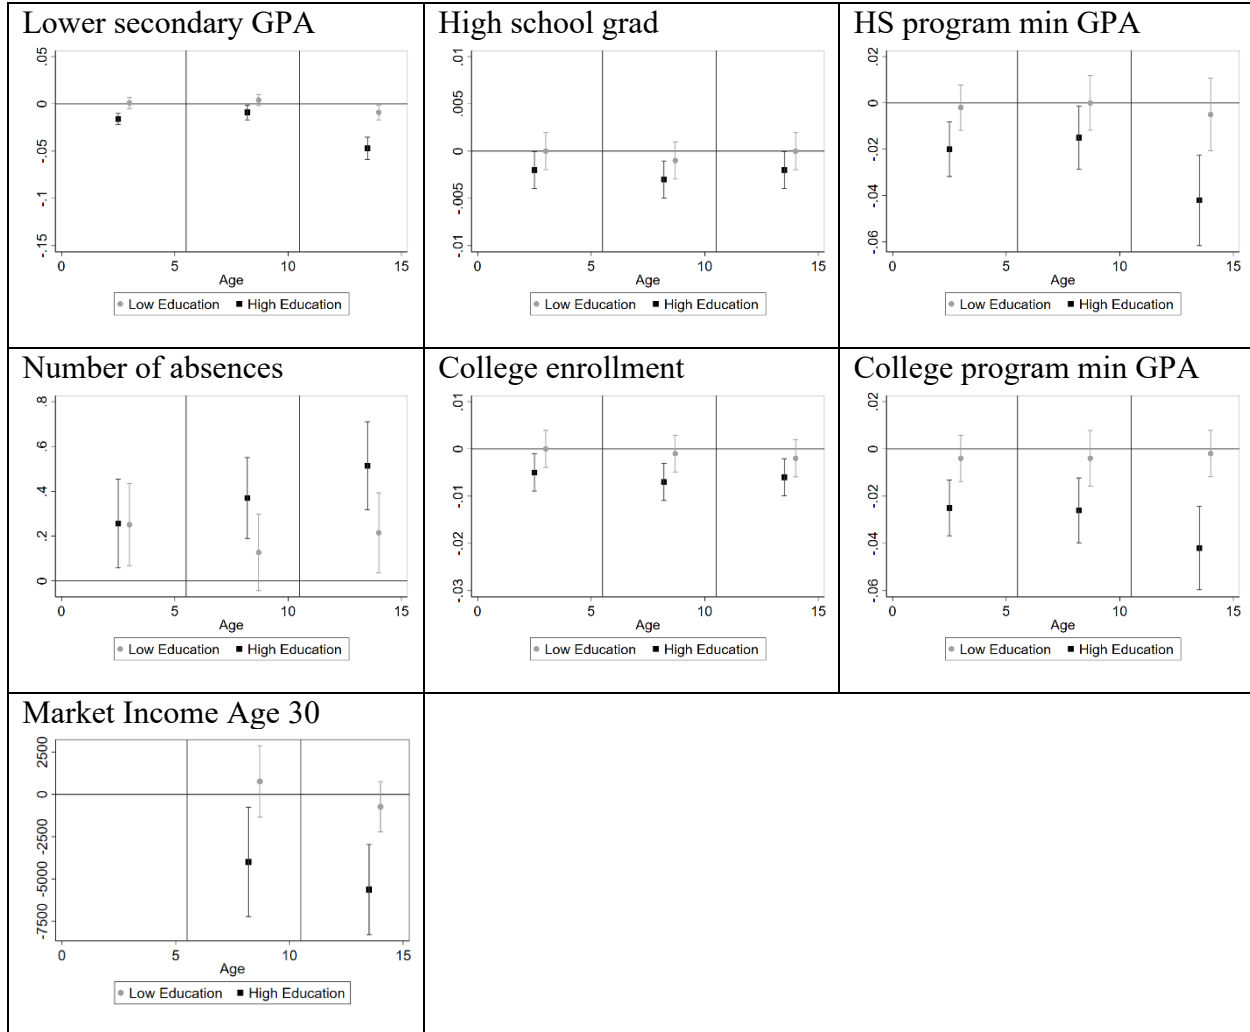 Lower secondary GPA
.05
0
-.05
-.1
-.15
0 5 10 15
Age
Low Education High Education
High school grad
.01
.005
0
-.005
-.01
0 5 10 15
Age
Low Education High Education
HS program min GPA
.02
0
-.02
-.04
-.06
0 5 10 15
Age
Low Education High Education
Number of absences
.8
.6
.4
.2
0
0 5 10 15
Age
Low Education High Education
College enrollment
.01
0
-.01
-.02
-.03
0 5 10 15
Age
Low Education High Education
College program min GPA
.02
0
-.02
-.04
-.06
0 5 10 15
Age
Low Education High Education
Market Income Age 30
2500
0
-2500
-5000
-7500
0 5 10 15
Age
Low Education High Education